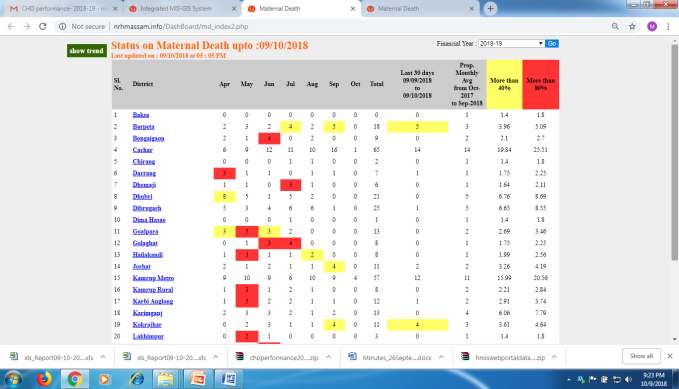 CHD performance- 2018-19 - m
Integrated MIS-GIS System
Maternal Death
Maternal Death
Not secure | nrhmassam.info/DashBoard/md_index2.php
show trend
Status on Maternal Death upto :09/10/2018
Last updated on : 09/10/2018 at 05 : 05 PM
Financial Year : 2018-19 Go
Sl. No. District Apr May Jun Jul Aug Sep Oct Total Last 30 days 09/09/2018 to 09/10/2018 Prop. Monthly Avg from Oct-2017 to Sep-2018 More than 40% More than 80%
1 Baksa 0 0 0 0 0 0 0 0 0 1 1.4 1.8
2 Barpeta 2 3 2 4 2 5 0 18 5 3 3.96 5.09
3 Bongaigaon 2 1 4 0 2 0 0 9 0 2 2.1 2.7
4 Cachar 6 9 12 11 10 16 1 65 14 14 19.84 25.51
5 Chirang 0 0 0 1 1 0 0 2 0 1 1.4 1.8
6 Darrang 3 1 1 0 1 1 0 7 1 1 1.75 2.25
7 Dhemaji 1 1 0 3 1 0 0 6 0 1 1.64 2.11
8 Dhubri 8 5 1 5 2 0 0 21 0 5 6.76 8.69
9 Dibrugarh 5 3 4 6 6 1 0 25 1 5 6.65 8.55
10 Dima Hasao 0 0 0 1 0 0 0 1 0 1 1.4 1.8
11 Goalpara 3 5 3 2 0 0 0 13 0 2 2.69 3.46
12 Golaghat 0 1 3 4 0 0 0 8 0 1 1.75 2.25
13 Hailakandi 1 3 1 1 2 0 0 8 0 1 1.99 2.56
14 Jorhat 2 1 2 1 1 4 0 11 2 2 3.26 4.19
15 Kamrup Metro 9 10 9 6 10 9 4 57 12 11 15.99 20.56
16 Kamrup Rural 1 3 1 2 1 0 0 8 0 2 2.21 2.84
17 Karbi Anglong 1 5 2 2 1 1 0 12 1 2 2.91 3.74
18 Karimganj 2 3 3 2 1 2 0 13 0 4 6.06 7.79
19 Kokrajhar 0 2 3 1 1 4 0 11 4 3 3.61 4.64
20 Lakhimpur 0 2 1 0 0 0 0 3 0 1 1.4 1.8
xls_Report09-10-20....xls
xls_Report09-10-20....xls
choperformance20....zip
Minutes_26Septe....docx
hmiswebportaldata....zip
Show all
9:23 PM
10/9/2018